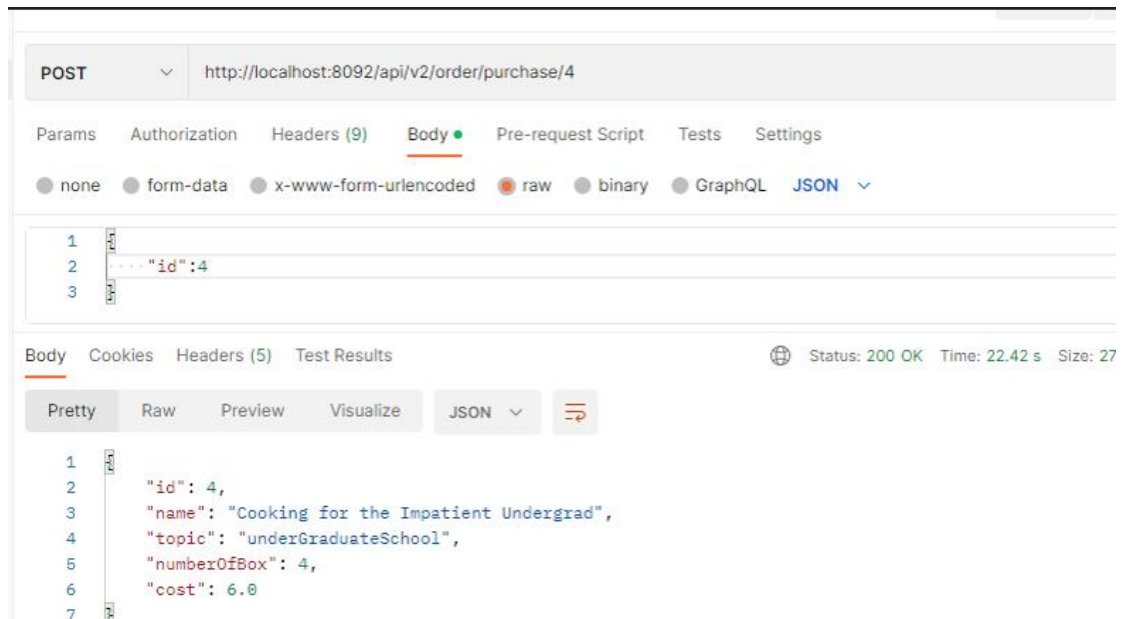 POST http://localhost:8092/api/v2/order/purchase/4
Params Authorization Headers (9) Body Pre-request Script Tests Settings
none form-data x-www-form-urlencoded raw binary GraphQL JSON
1 {
2 "id":4
3 }
Body Cookies Headers (5) Test Results Status: 200 OK Time: 22.42 s Size: 27
Pretty Raw Preview Visualize JSON
1 {
2 "id": 4,
3 "name": "Cooking for the Impatient Undergrad",
4 "topic": "underGraduateSchool",
5 "numberOfBox": 4,
6 "cost": 6.0
7 }